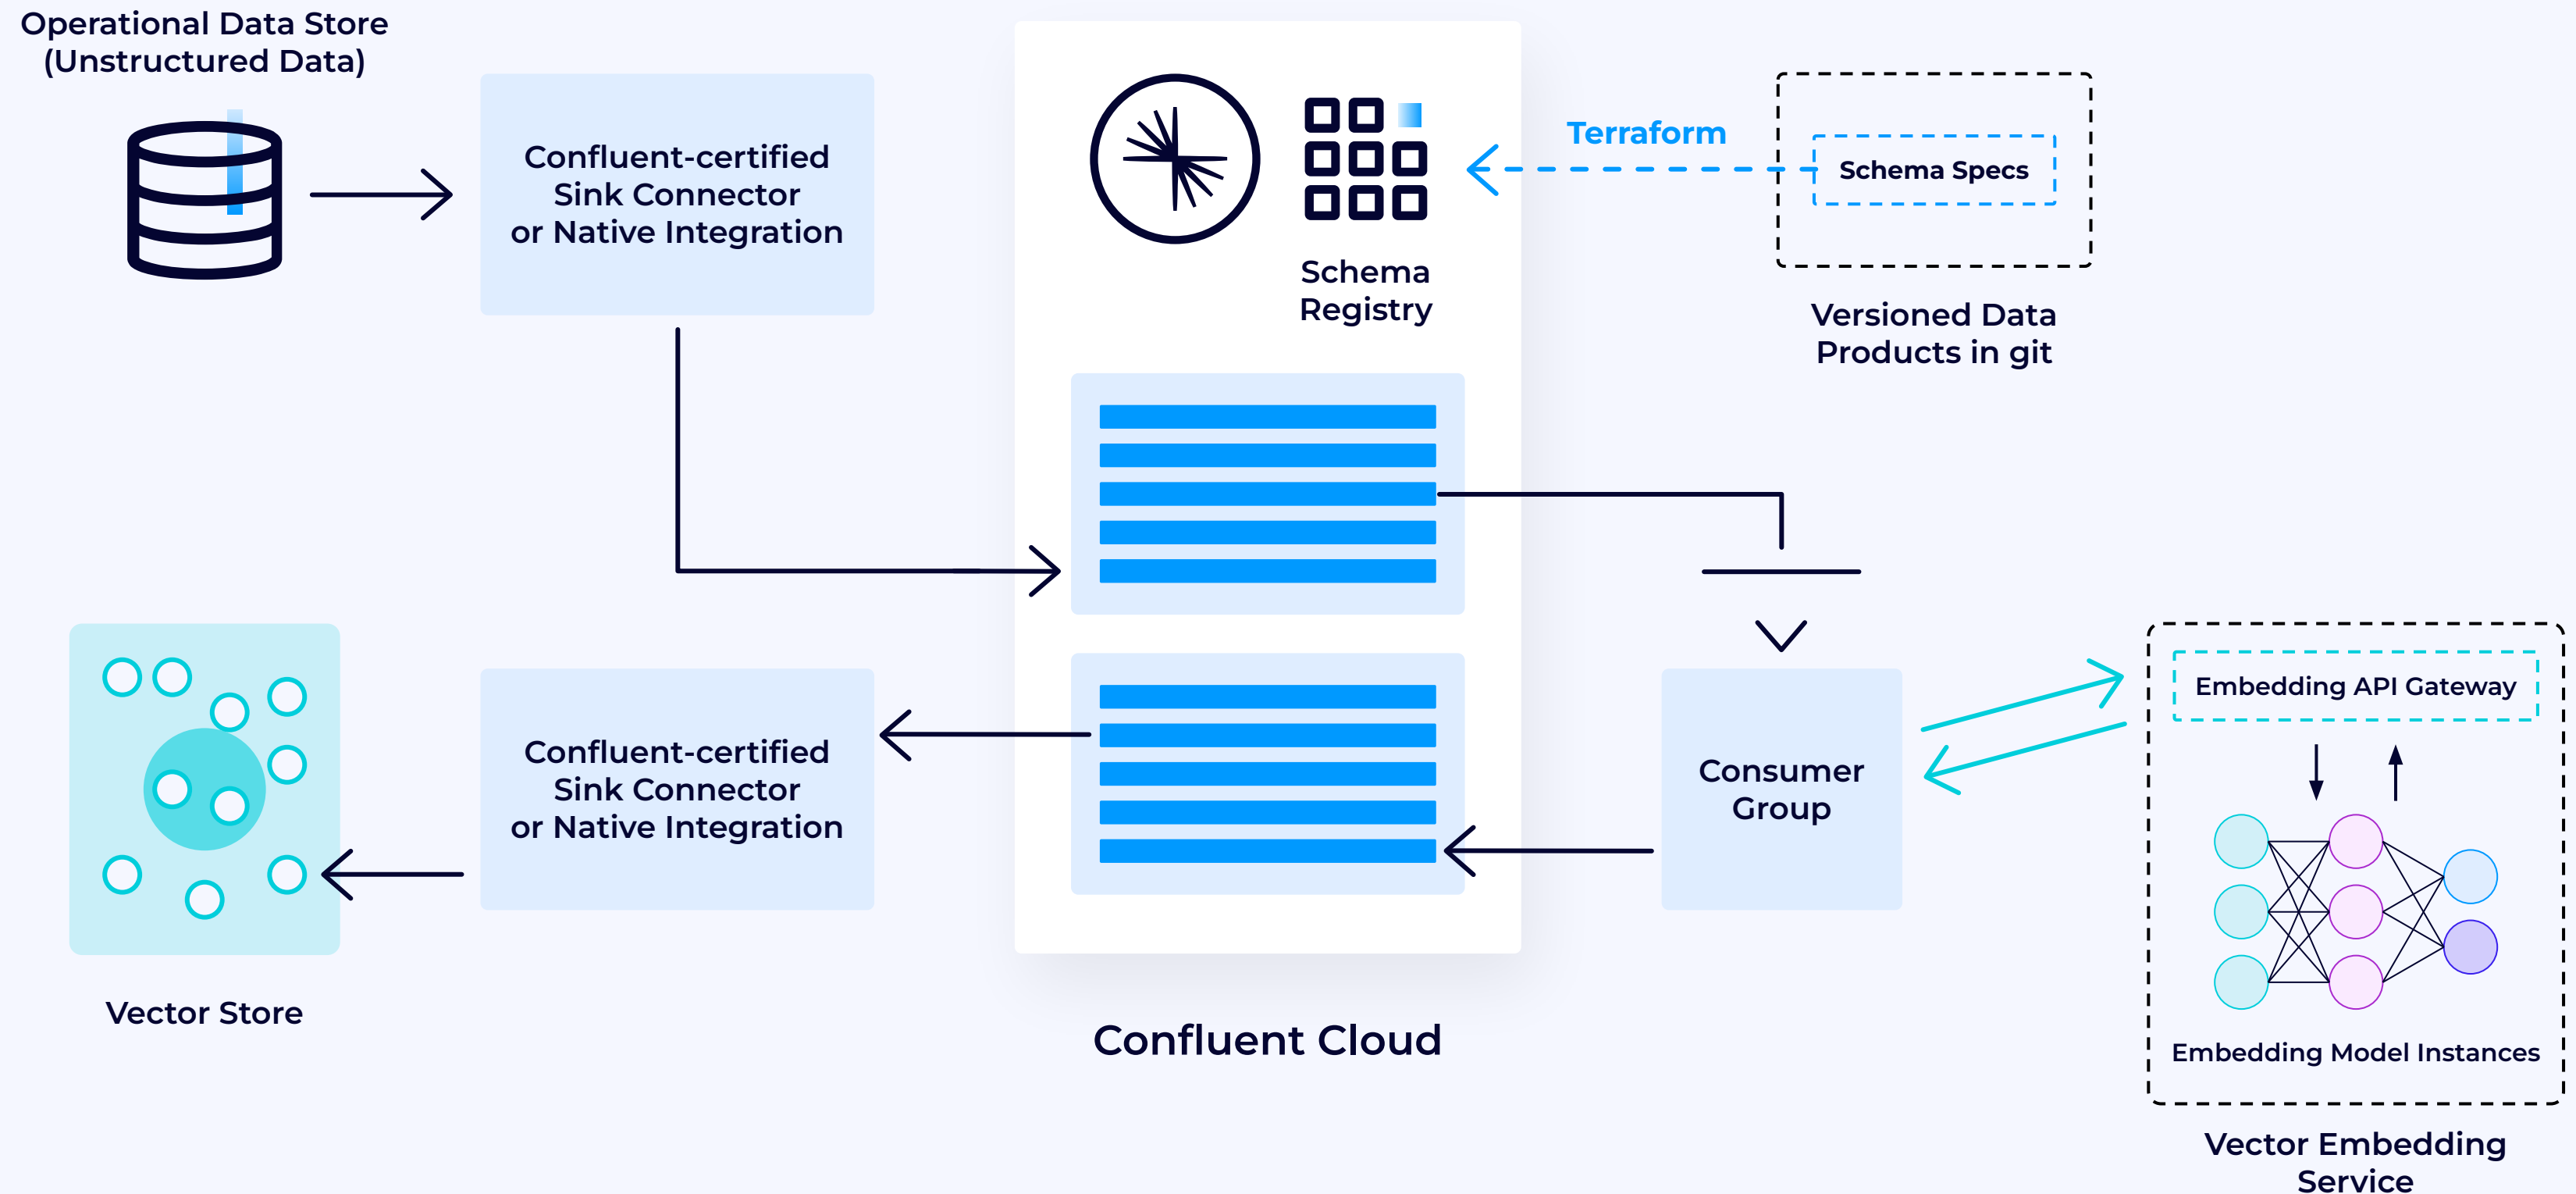 Operational Data Store
(Unstructured Data)
Confluent-certified
Sink Connector
or Native Integration
Schema
Registry
Terraform
Schema Specs
Versioned Data
Products in git
Vector Store
Confluent-certified
Sink Connector
or Native Integration
Confluent Cloud
Consumer
Group
Embedding API Gateway
Embedding Model Instances
Vector Embedding
Service